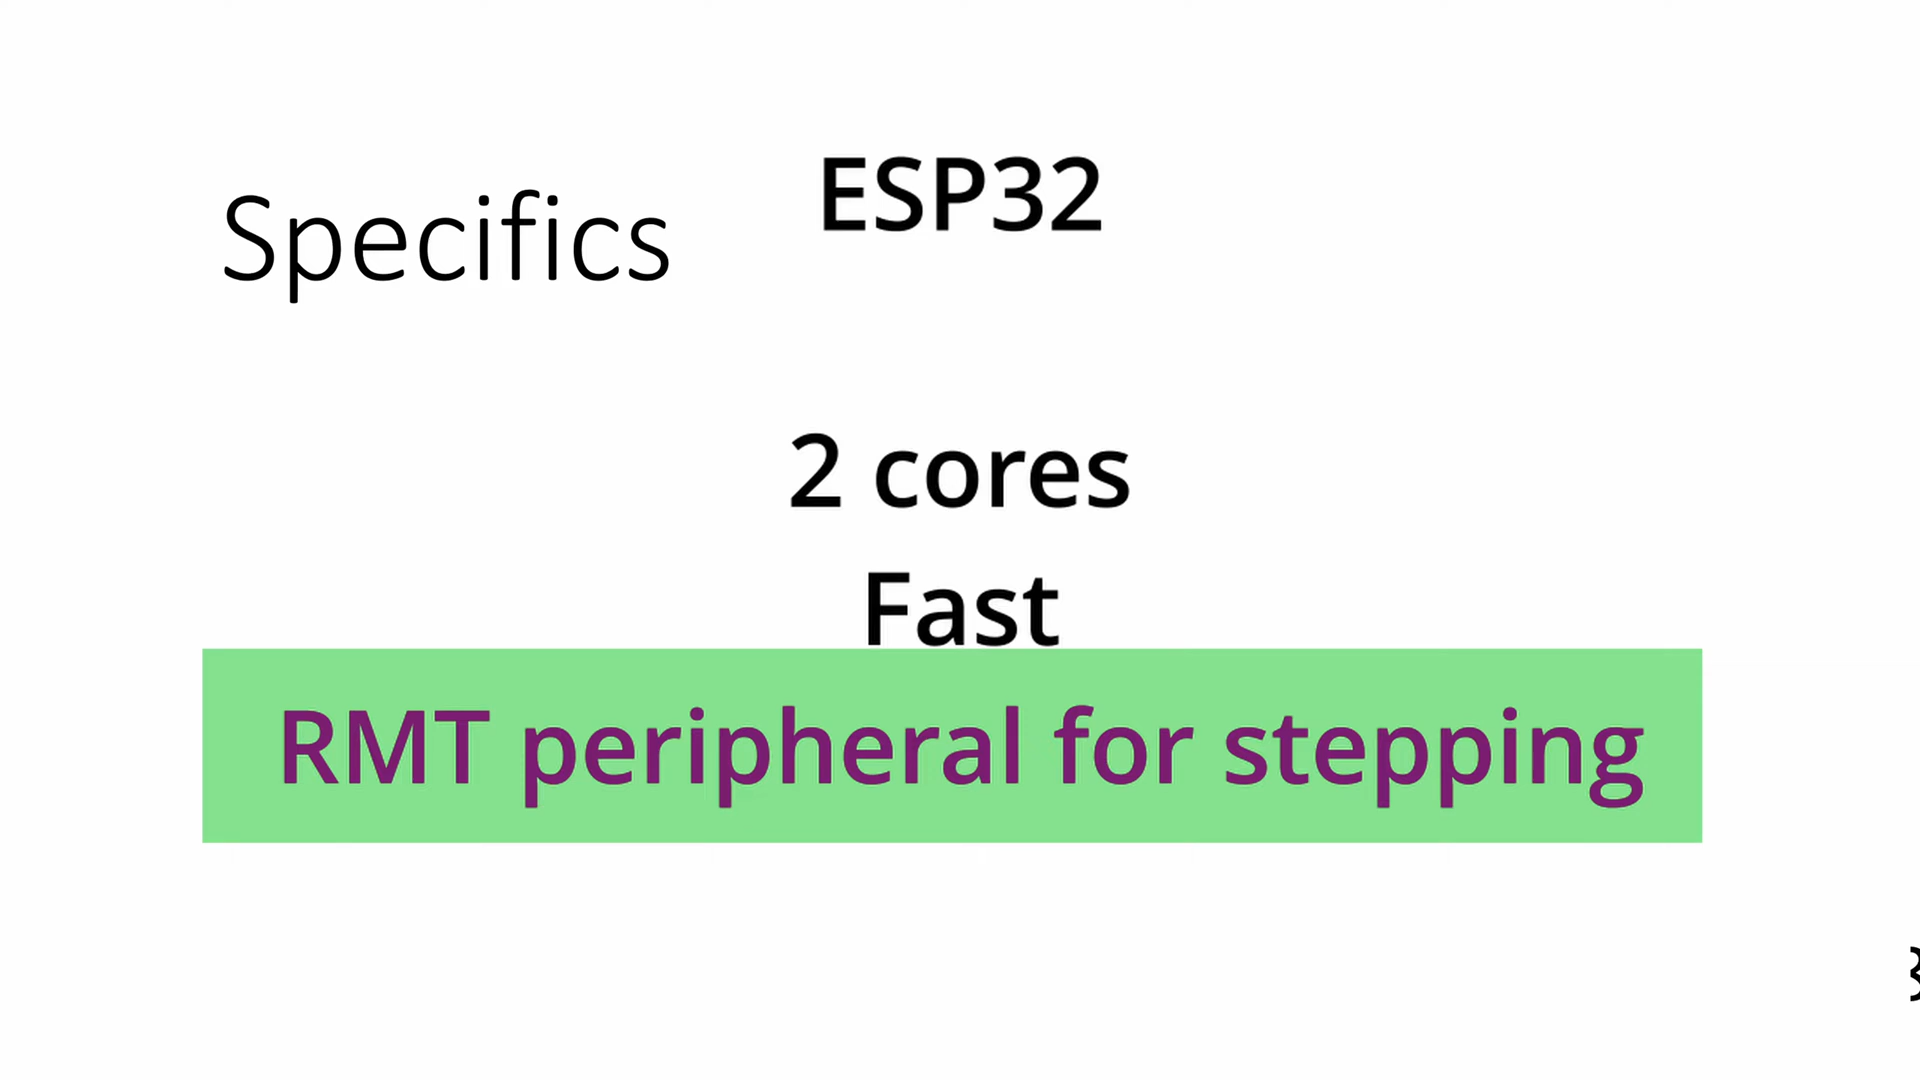 Specifics
ESP32
2 cores
Fast
RMT peripheral for stepping